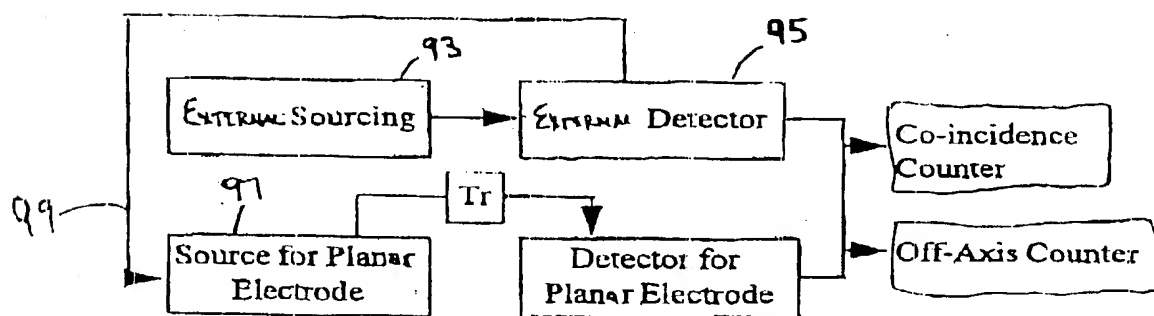 93
95
EXTERNAL Sourcing
EXTERNAL Detector
Co-incidence
Counter
97
Tr
99
Source for Planar
Electrode
Detector for
Planar Electrode
Off-Axis Counter